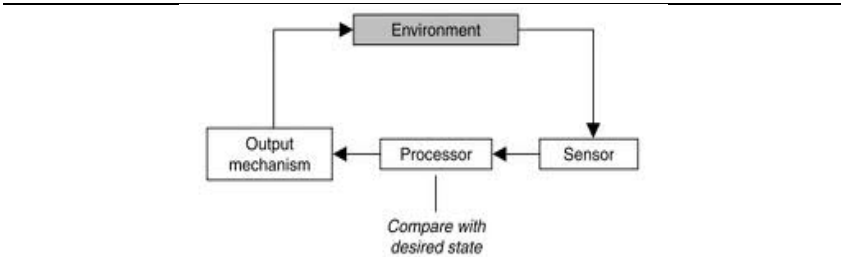 Environment
Output
mechanism
Processor
Sensor
Compare with
desired state